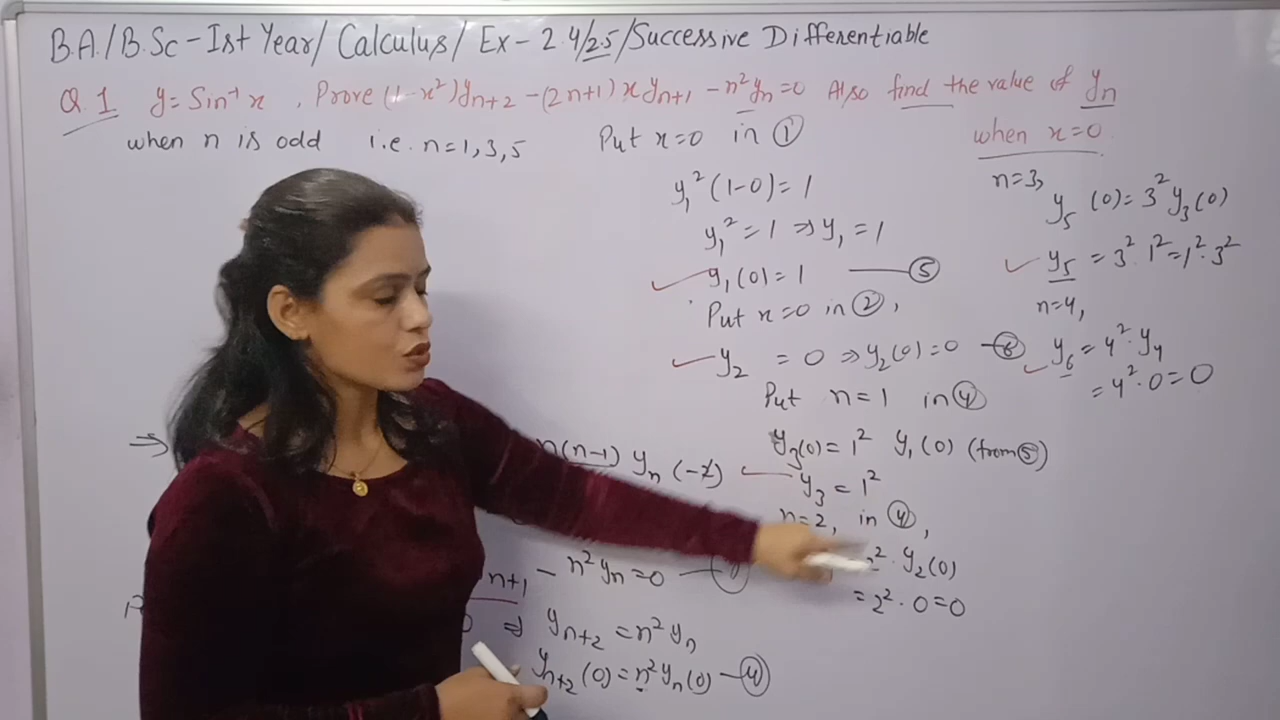 B.A./B.Sc - Ist Year/ Calculus/ Ex - 2.4/2.5/Successive Differentiable
Q.1 y = Sin⁻¹ x , Prove (1-x²)yₙ₊₂ - (2n+1) x yₙ₊₁ - n²yₙ = 0 Also find the value of yₙ
when x=0.
when n is odd i.e. n=1,3,5
Put x=0 in ①
y₁²(1-0) = 1
y₁² = 1 ⇒ y₁ = 1
y₁(0) = 1 — ⑤
Put x=0 in ②,
y₂ = 0 ⇒ y₂(0) = 0 — ⑥
Put n=1 in ④
y₃(0) = 1² y₁(0) (from ⑤)
y₃ = 1²
n=2, in ④,
2² · y₂(0)
= 2² · 0 = 0
n=3,
y₅(0) = 3² y₃(0)
y₅ = 3² · 1² = 1² · 3²
n=4,
y₆ = 4² · y₄
= 4² · 0 = 0
⇒
n(n-1) yₙ (-2)
n+1 - n²yₙ = 0
⇒ yₙ₊₂ = n²yₙ
yₙ₊₂(0) = n²yₙ(0) — ④